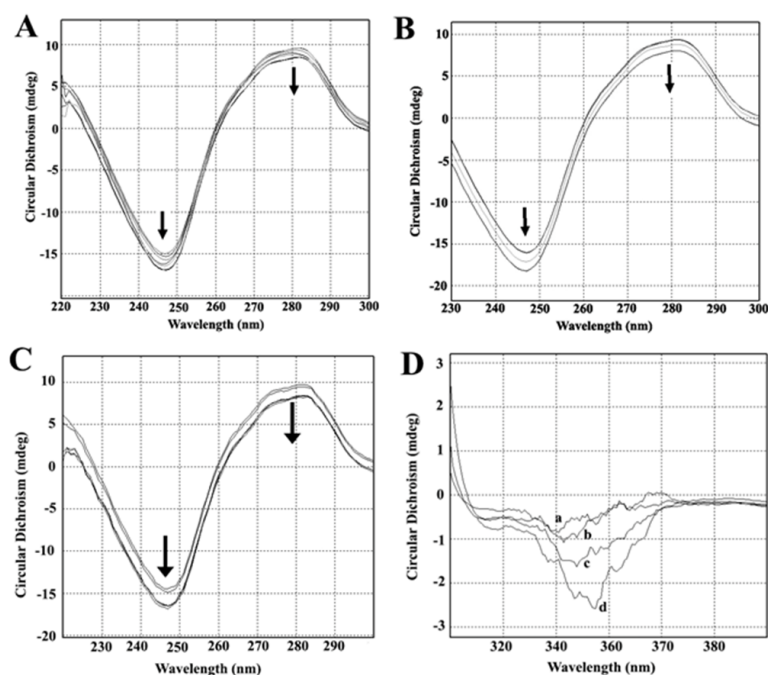 A
Circular Dichroism (mdeg)
10
5
0
-5
-10
-15
220 230 240 250 260 270 280 290 300
Wavelength (nm)
B
Circular Dichroism (mdeg)
10
5
0
-5
-10
-15
-20
230 240 250 260 270 280 290 300
Wavelength (nm)
C
Circular Dichroism (mdeg)
10
5
0
-5
-10
-15
-20
230 240 250 260 270 280 290
Wavelength (nm)
D
Circular Dichroism (mdeg)
3
2
1
0
-1
-2
-3
a
b
c
d
320 340 360 380
Wavelength (nm)